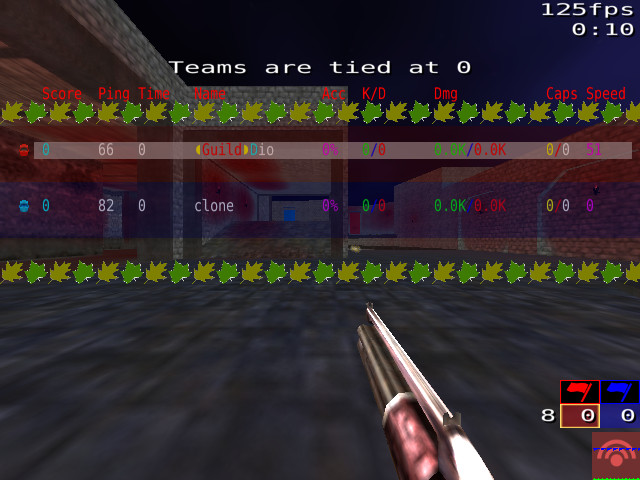 125fps
0:10
Teams are tied at 0
Score Ping Time Name Acc K/D Dmg Caps Speed
0 66 0 Guild Dio 0% 0/0 0.0K/0.0K 0/0 51
0 82 0 clone 0% 0/0 0.0K/0.0K 0/0 0
8 0 0